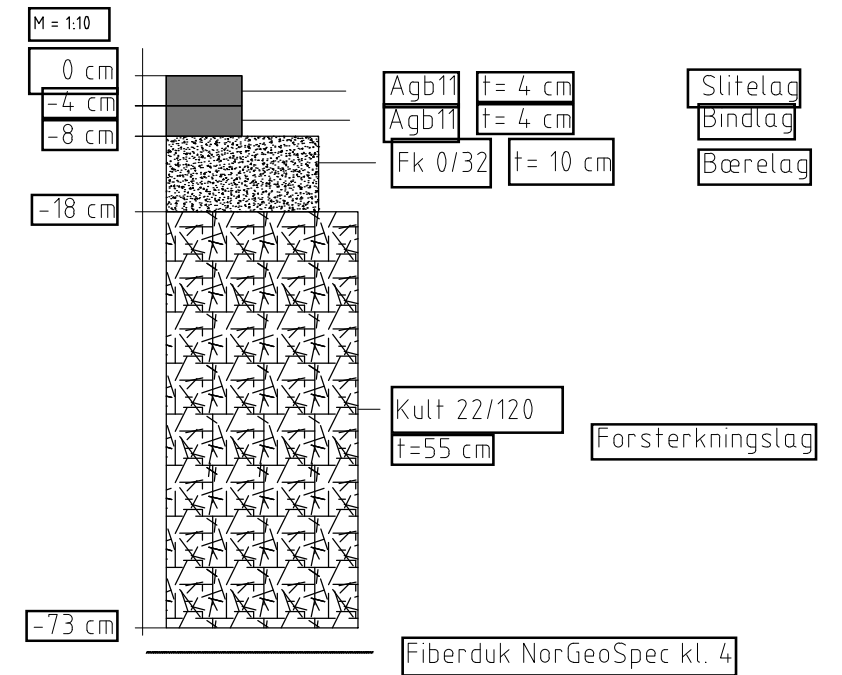 M = 1:10
0 cm
-4 cm
-8 cm
-18 cm
-73 cm
Agb11 t= 4 cm Slitelag
Agb11 t= 4 cm Bindlag
Fk 0/32 t= 10 cm Bærelag
Kult 22/120
t=55 cm
Forsterkningslag
Fiberduk NorGeoSpec kl. 4